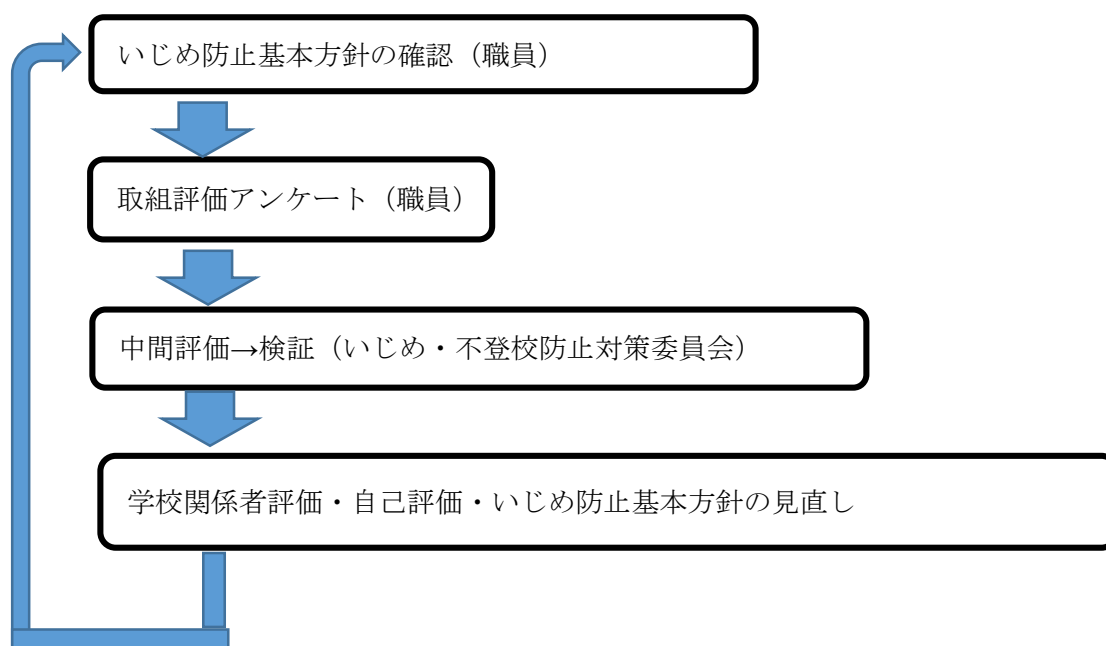 いじめ防止基本方針の確認（職員）
取組評価アンケート（職員）
中間評価→検証（いじめ・不登校防止対策委員会）
学校関係者評価・自己評価・いじめ防止基本方針の見直し